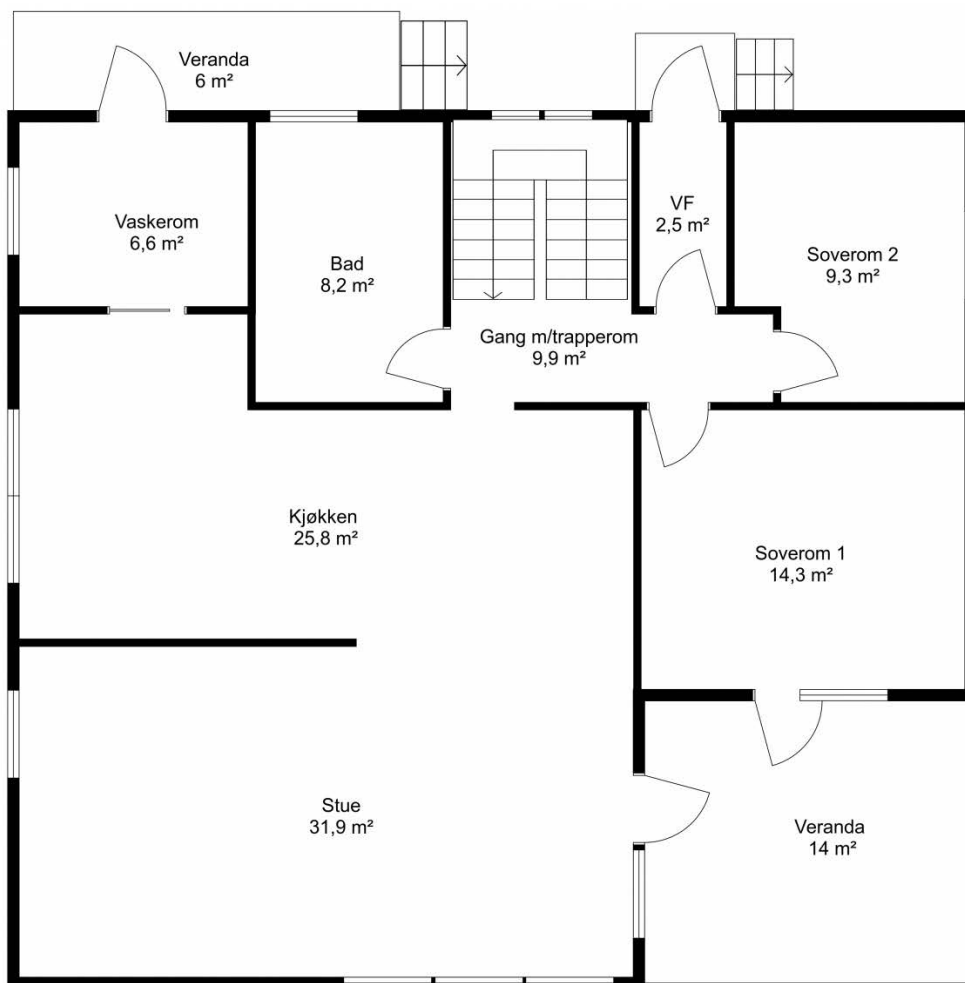 Veranda
6 m²
Vaskerom
6,6 m²
Bad
8,2 m²
VF
2,5 m²
Soverom 2
9,3 m²
Gang m/trapperom
9,9 m²
Kjøkken
25,8 m²
Soverom 1
14,3 m²
Stue
31,9 m²
Veranda
14 m²